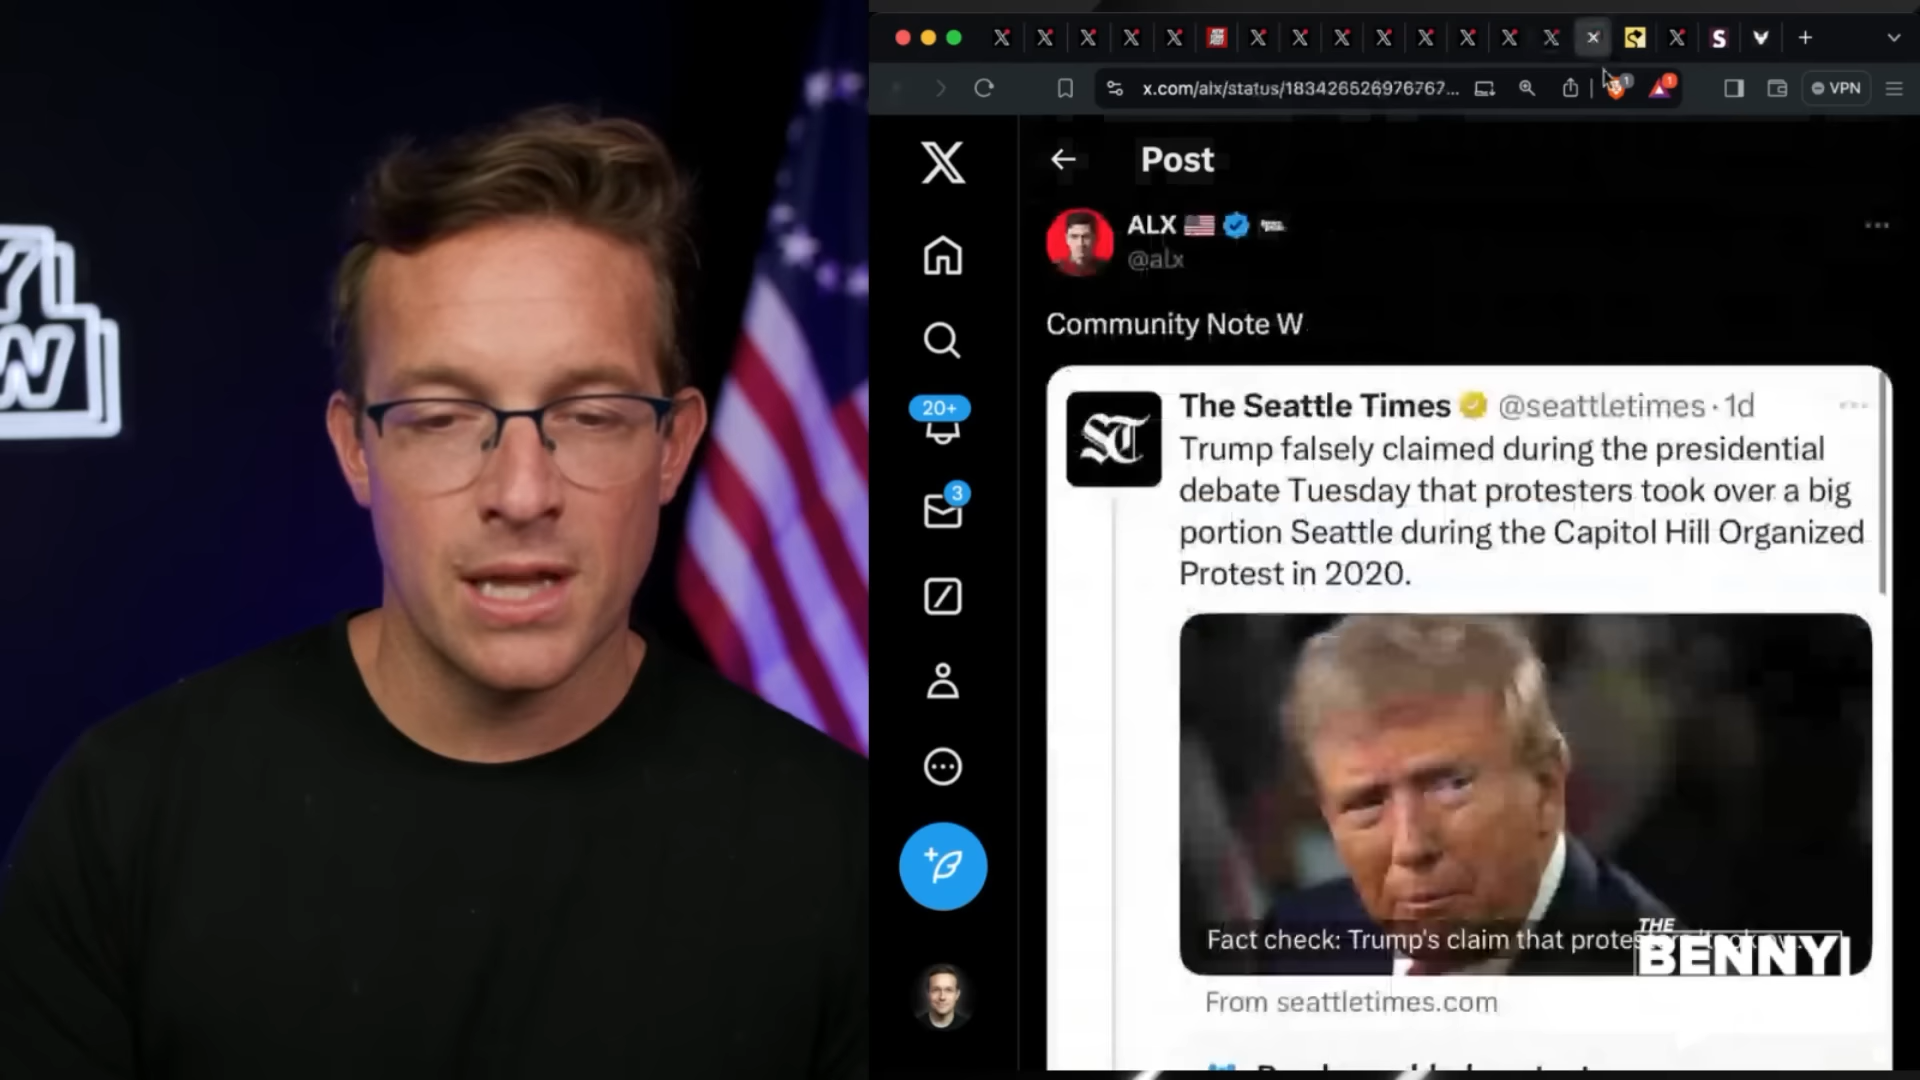 Y
W
x.com/alx/status/183426526976767...
1
1
VPN
X
Post
ALX
@alx
Community Note W
20+
3
The Seattle Times @seattletimes · 1d
Trump falsely claimed during the presidential
debate Tuesday that protesters took over a big
portion Seattle during the Capitol Hill Organized
Protest in 2020.
Fact check: Trump's claim that
THE
BENNY
From seattletimes.com